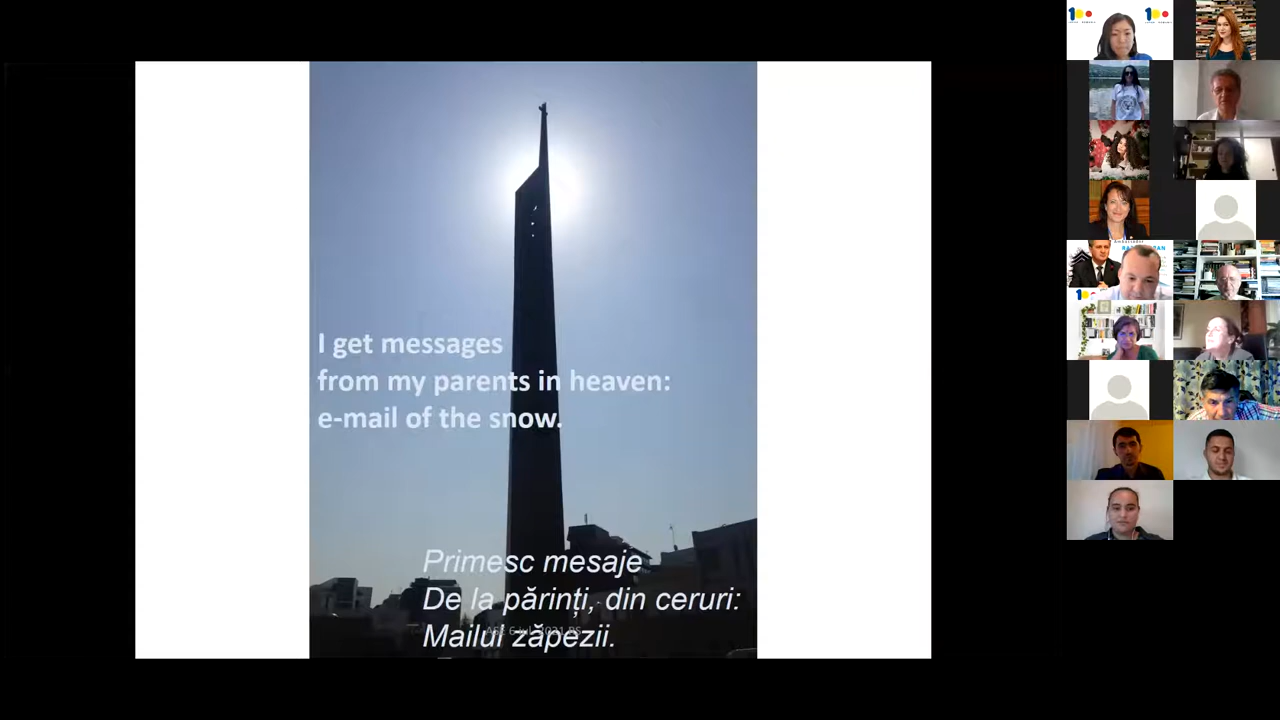 I get messages
from my parents in heaven:
e-mail of the snow.
Primesc mesaje
De la părinți, din ceruri:
Mailul zăpezii.